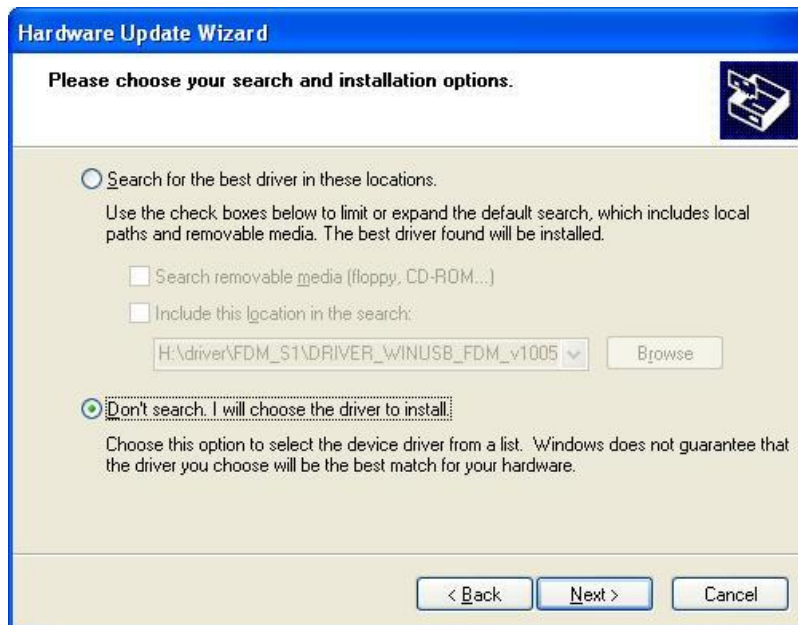 Hardware Update Wizard
Please choose your search and installation options.
Search for the best driver in these locations.
Use the check boxes below to limit or expand the default search, which includes local
paths and removable media. The best driver found will be installed.
Search removable media (floppy, CD-ROM...)
Include this location in the search:
H:\driver\FDM_S1\DRIVER_WINUSB_FDM_v1005
Browse
Don't search. I will choose the driver to install.
Choose this option to select the device driver from a list. Windows does not guarantee that
the driver you choose will be the best match for your hardware.
< Back
Next >
Cancel